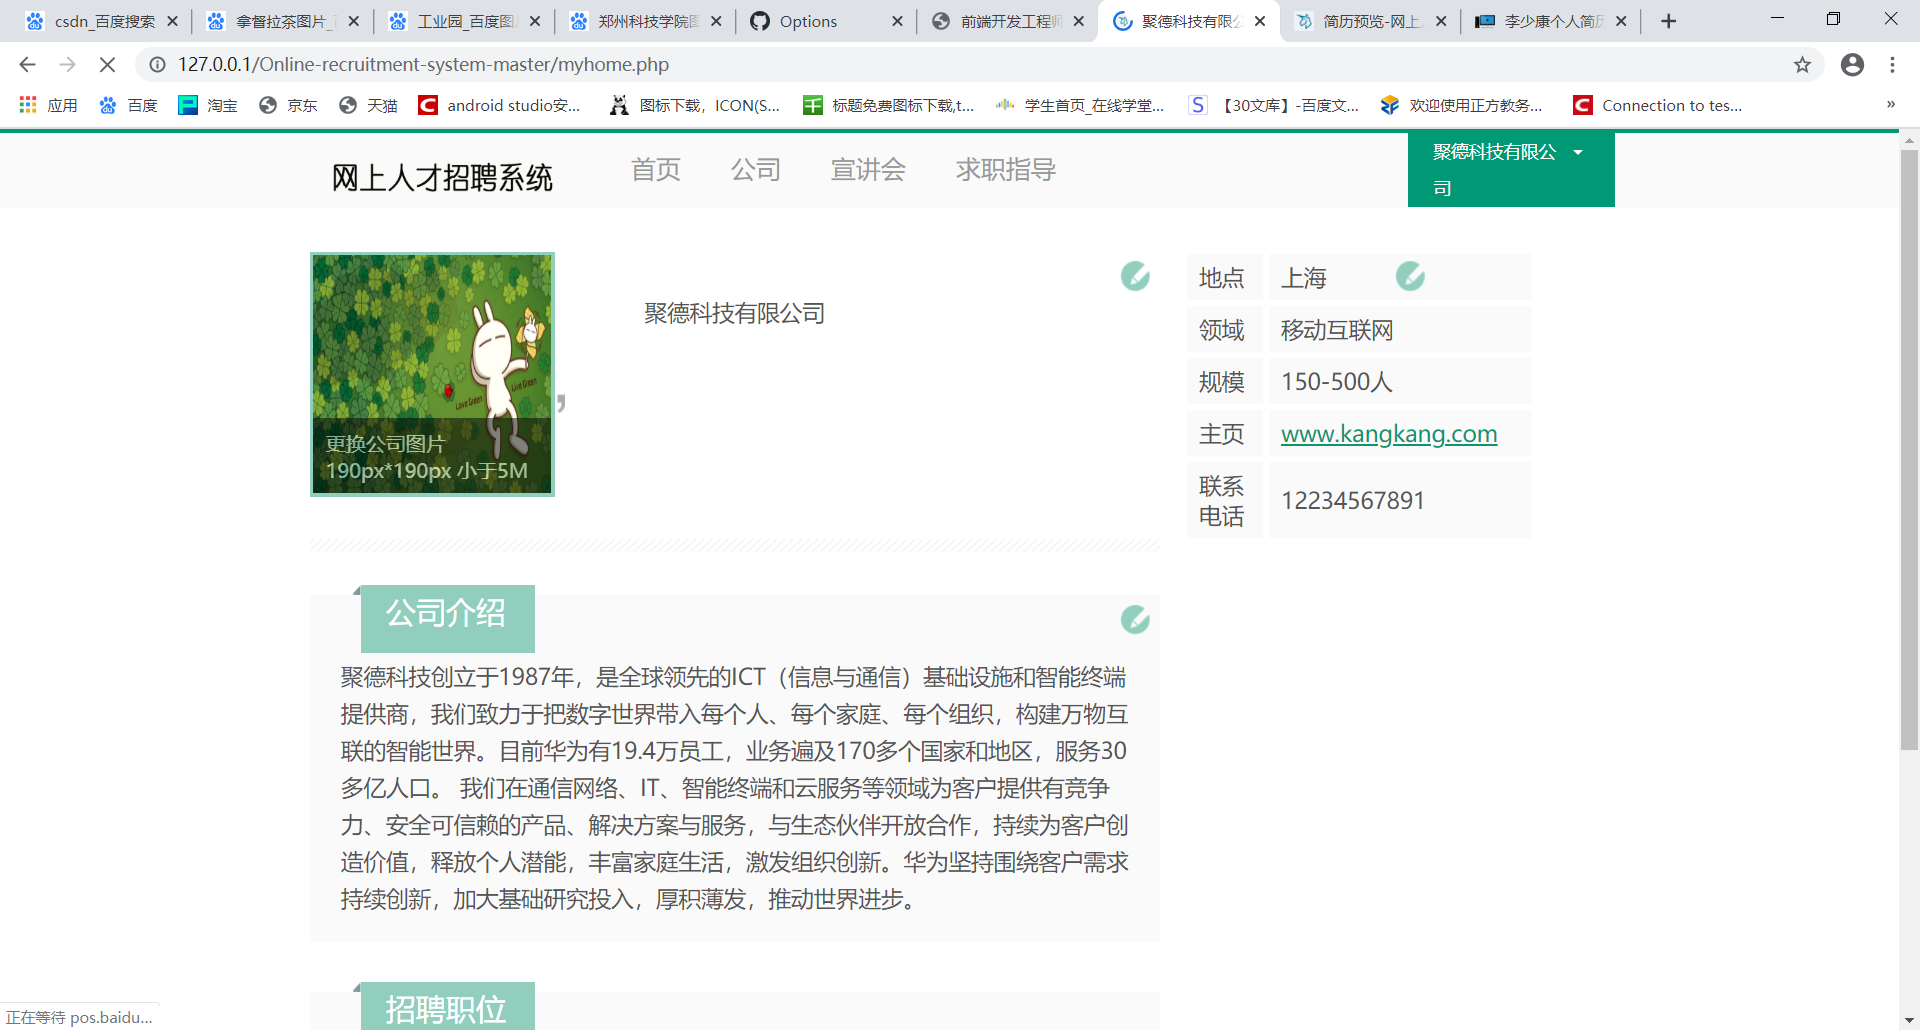 csdn_百度搜索
拿督拉茶图片_百
工业园_百度图片
郑州科技学院图
Options
前端开发工程师
聚德科技有限公
简历预览-网上
李少康个人简历
127.0.0.1/Online-recruitment-system-master/myhome.php
应用
百度
淘宝
京东
天猫
android studio安...
图标下载，ICON(S...
标题免费图标下载,t...
学生首页_在线学堂...
【30文库】-百度文...
欢迎使用正方教务...
Connection to tes...
»
网上人才招聘系统
首页
公司
宣讲会
求职指导
聚德科技有限公
司
Live Green
Love Green
更换公司图片
190px*190px 小于5M
,
聚德科技有限公司
地点 上海
领域 移动互联网
规模 150-500人
主页 www.kangkang.com
联系
电话
12234567891
公司介绍
聚德科技创立于1987年，是全球领先的ICT（信息与通信）基础设施和智能终端
提供商，我们致力于把数字世界带入每个人、每个家庭、每个组织，构建万物互
联的智能世界。目前华为有19.4万员工，业务遍及170多个国家和地区，服务30
多亿人口。 我们在通信网络、IT、智能终端和云服务等领域为客户提供有竞争
力、安全可信赖的产品、解决方案与服务，与生态伙伴开放合作，持续为客户创
造价值，释放个人潜能，丰富家庭生活，激发组织创新。华为坚持围绕客户需求
持续创新，加大基础研究投入，厚积薄发，推动世界进步。
招聘职位
正在等待 pos.baidu...